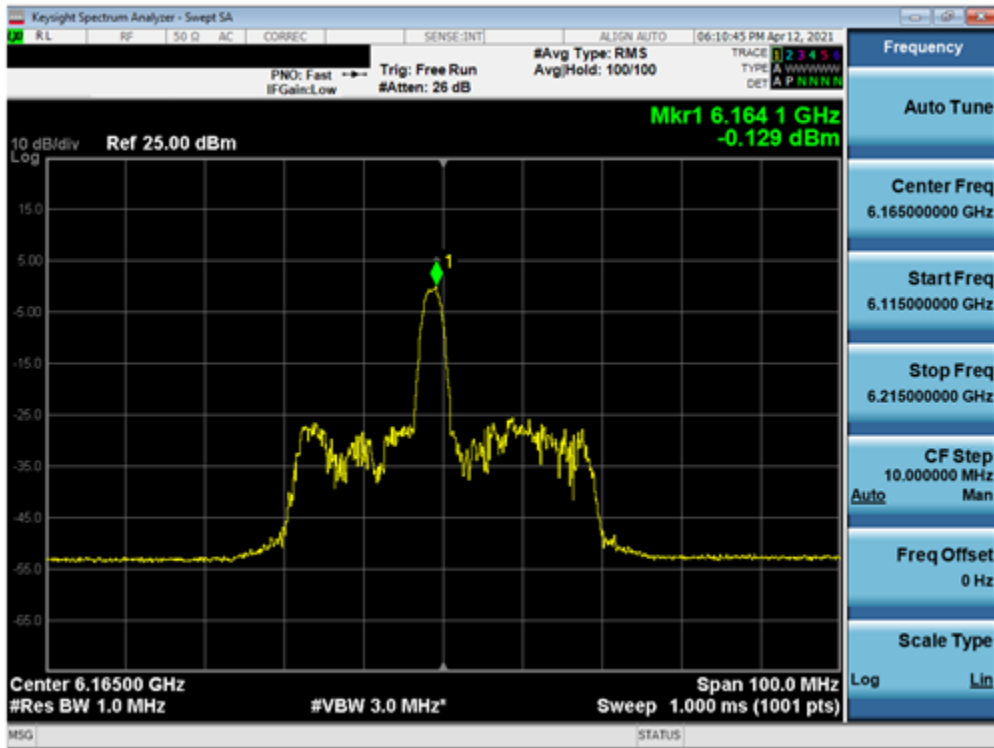 Keysight Spectrum Analyzer - Swept SA
RL RF 50 Ω AC CORREC SENSE:INT ALIGN AUTO 06:10:45 PM Apr 12, 2021
PNO: Fast
IFGain:Low
Trig: Free Run
#Atten: 26 dB
#Avg Type: RMS
Avg|Hold: 100/100
TRACE 1 2 3 4 5 6
TYPE A WWWWW
DET A P N N N N
Mkr1 6.164 1 GHz
-0.129 dBm
10 dB/div Ref 25.00 dBm
Log
15.0
5.00
1
-5.00
-15.0
-25.0
-35.0
-45.0
-55.0
-65.0
Center 6.16500 GHz Span 100.0 MHz
#Res BW 1.0 MHz #VBW 3.0 MHz* Sweep 1.000 ms (1001 pts)
MSG STATUS
Frequency
Auto Tune
Center Freq
6.165000000 GHz
Start Freq
6.115000000 GHz
Stop Freq
6.215000000 GHz
CF Step
10.000000 MHz
Auto Man
Freq Offset
0 Hz
Scale Type
Log Lin